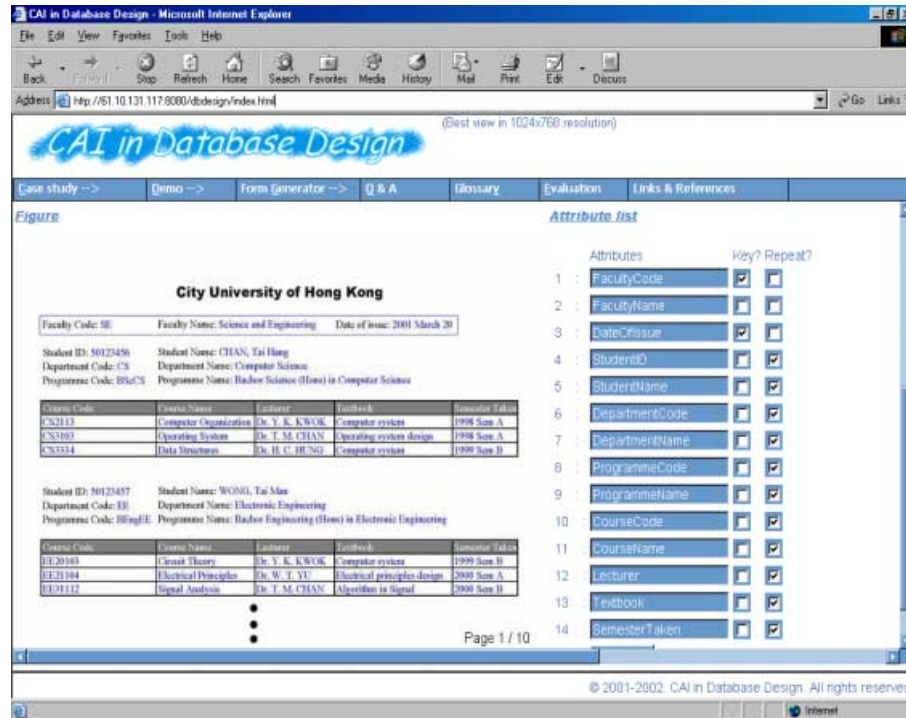 CAI in Database Design - Microsoft Internet Explorer
File Edit View Favorites Tools Help
Back Forward Stop Refresh Home Search Favorites Media History Mail Print Edit Discuss
Address http://61.10.131.117:8080/dbdesign/index.html Go Links
CAI in Database Design
(Best view in 1024x768 resolution)
Case study --> Demo --> Form Generator --> Q & A Glossary Evaluation Links & References
Figure
City University of Hong Kong
Faculty Code: SE Faculty Name: Science and Engineering Date of issue: 2001 March 20
Student ID: 50123456 Student Name: CHAN, Tai Hang
Department Code: CS Department Name: Computer Science
Programme Code: BScCS Programme Name: Bachor Science (Hons) in Computer Science
Course Code Course Name Lecturer Textbook Semester Taken
CS2113 Computer Organization Dr. Y. K. KWOK Computer system 1998 Sem A
CS3103 Operating System Dr. T. M. CHAN Operating system design 1998 Sem A
CS3334 Data Structures Dr. H. C. HUNG Computer system 1999 Sem B
Student ID: 50123457 Student Name: WONG, Tai Man
Department Code: EE Department Name: Electronic Engineering
Programme Code: BEngEE Programme Name: Bachor Engineering (Hons) in Electronic Engineering
Course Code Course Name Lecturer Textbook Semester Taken
EE20103 Circuit Theory Dr. Y. K. KWOK Computer system 1999 Sem B
EE21104 Electrical Principles Dr. W. T. YU Electrical principles design 2000 Sem A
EE31112 Signal Analysis Dr. T. M. CHAN Algorithm in Signal 2000 Sem B
Page 1 / 10
Attribute list
Attributes Key? Repeat?
1 : FacultyCode
2 : FacultyName
3 : DateOfIssue
4 : StudentID
5 : StudentName
6 : DepartmentCode
7 : DepartmentName
8 : ProgrammeCode
9 : ProgrammeName
10 : CourseCode
11 : CourseName
12 : Lecturer
13 : Textbook
14 : SemesterTaken
© 2001-2002. CAI in Database Design. All rights reserve
Internet